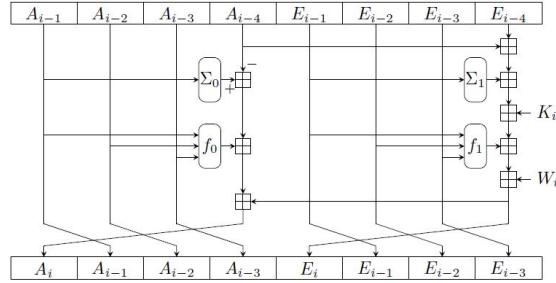 A_{i−1} A_{i−2} A_{i−3} A_{i−4} E_{i−1} E_{i−2} E_{i−3} E_{i−4}
−
Σ_0 + Σ_1
K_i
f_0 f_1
W_i
A_i A_{i−1} A_{i−2} A_{i−3} E_i E_{i−1} E_{i−2} E_{i−3}